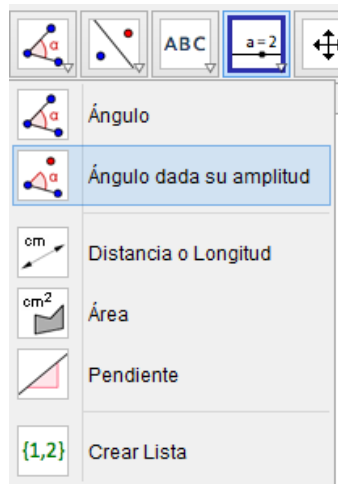 α ABC a=2
Ángulo
α Ángulo dada su amplitud
cm Distancia o Longitud
cm² Área
Pendiente
{1,2} Crear Lista